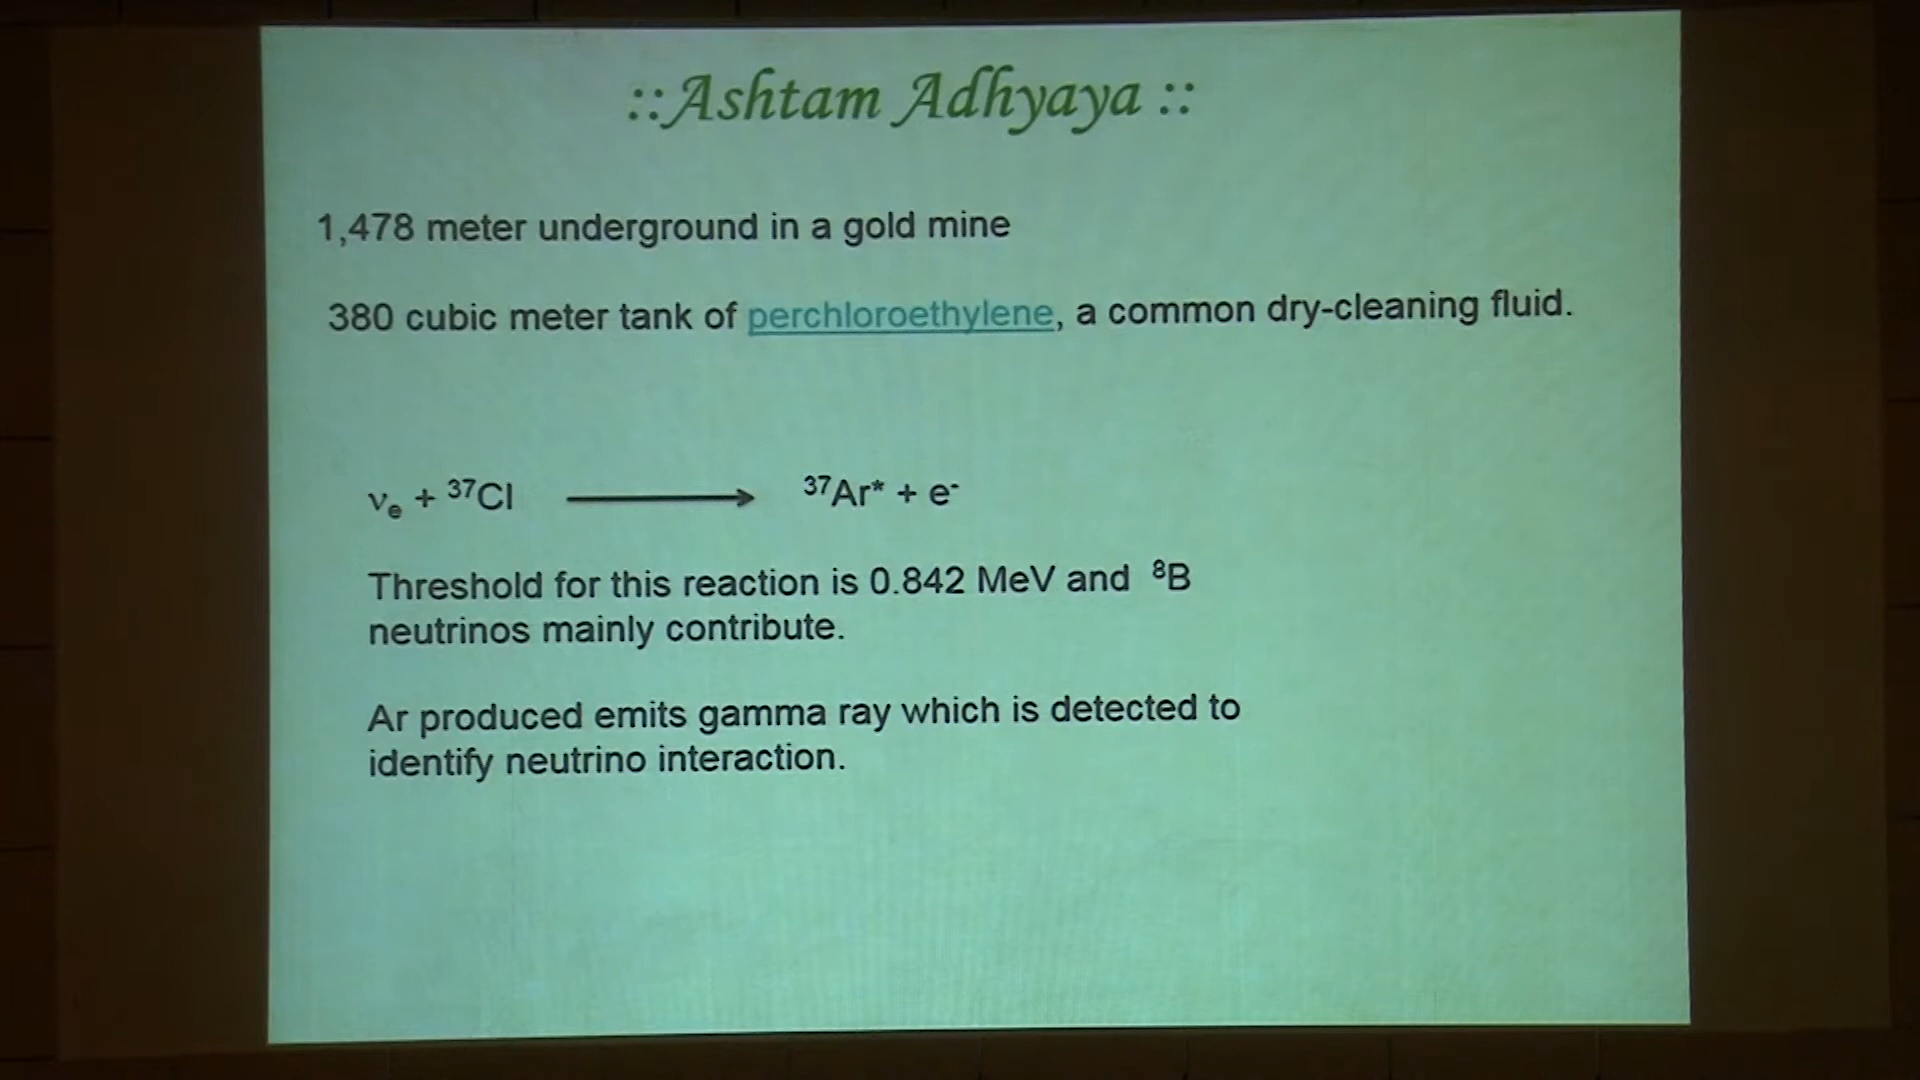 ::Ashtam Adhyaya ::
1,478 meter underground in a gold mine
380 cubic meter tank of perchloroethylene, a common dry-cleaning fluid.
νe + ³⁷Cl ⟶ ³⁷Ar* + e⁻
Threshold for this reaction is 0.842 MeV and ⁸B
neutrinos mainly contribute.
Ar produced emits gamma ray which is detected to
identify neutrino interaction.